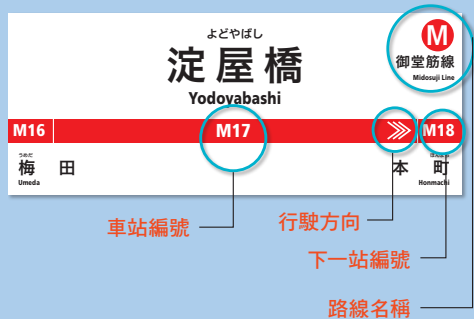 よどやばし
淀屋橋
Yodoyabashi
M
御堂筋線
Midosuji Line
M16
M17
M18
うめだ
梅田
Umeda
ほんまち
本町
Honmachi
車站編號
行駛方向
下一站編號
路線名稱